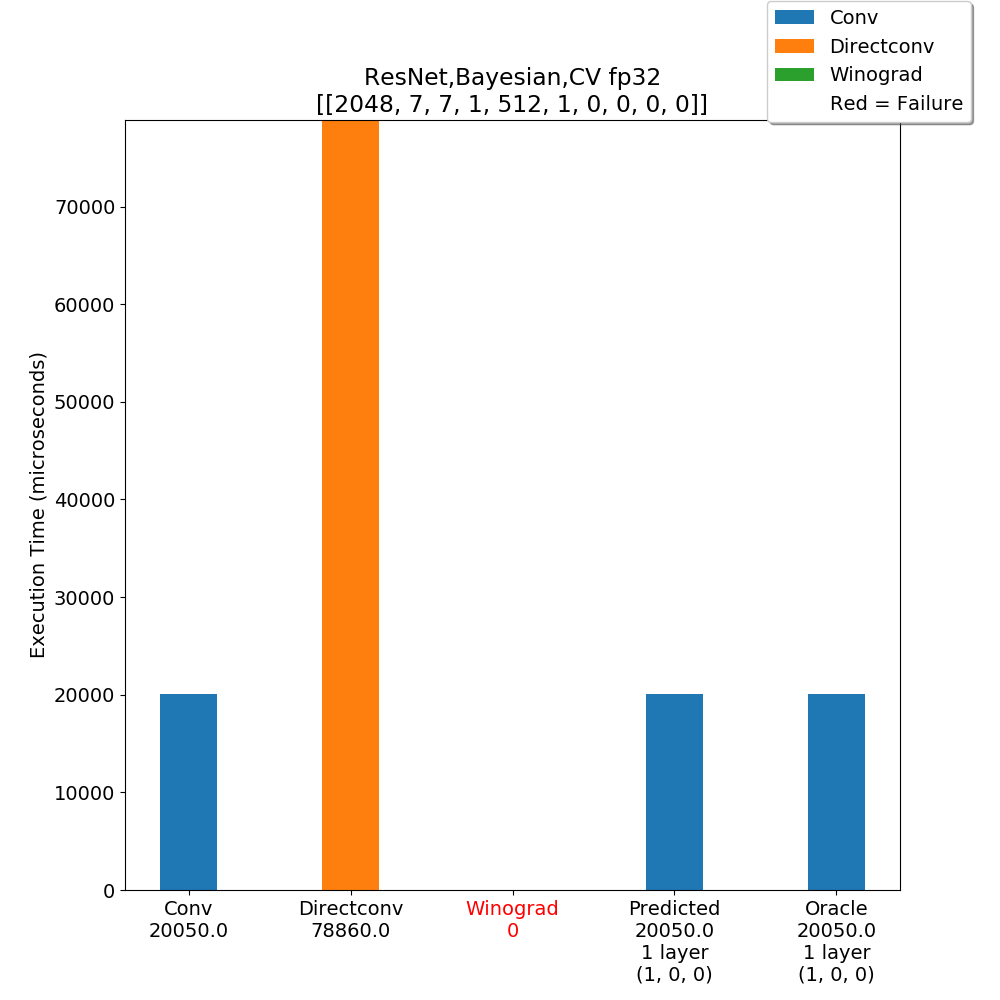 Conv
Directconv
Winograd
Red = Failure
ResNet,Bayesian,CV fp32
[[2048, 7, 7, 1, 512, 1, 0, 0, 0, 0]]
Execution Time (microseconds)
70000
60000
50000
40000
30000
20000
10000
0
Conv
20050.0
Directconv
78860.0
Winograd
0
Predicted
20050.0
1 layer
(1, 0, 0)
Oracle
20050.0
1 layer
(1, 0, 0)